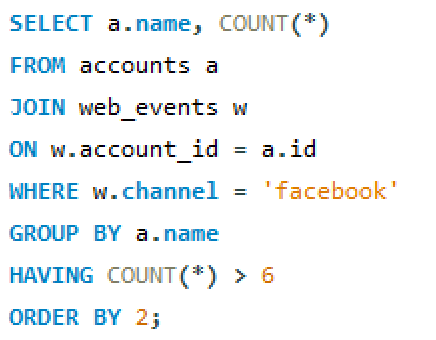 SELECT a.name, COUNT(*)
FROM accounts a
JOIN web_events w
ON w.account_id = a.id
WHERE w.channel = 'facebook'
GROUP BY a.name
HAVING COUNT(*) > 6
ORDER BY 2;